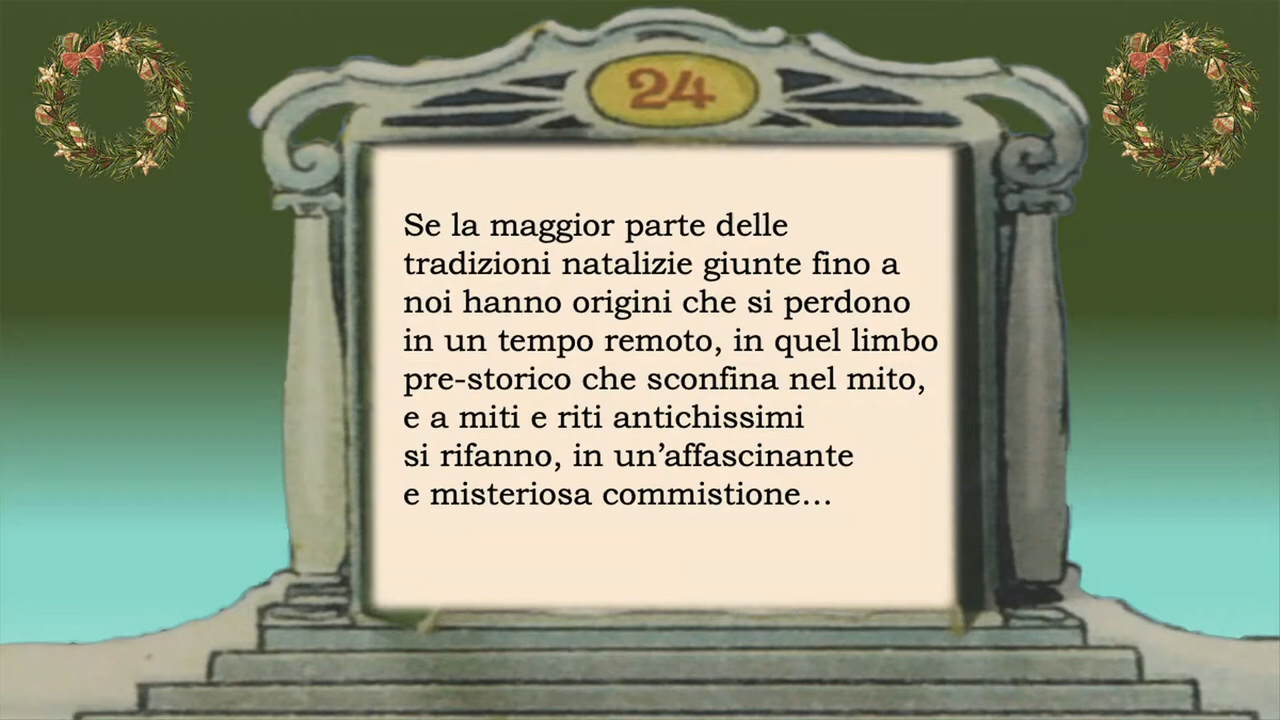 24
Se la maggior parte delle
tradizioni natalizie giunte fino a
noi hanno origini che si perdono
in un tempo remoto, in quel limbo
pre-storico che sconfina nel mito,
e a miti e riti antichissimi
si rifanno, in un’affascinante
e misteriosa commistione…